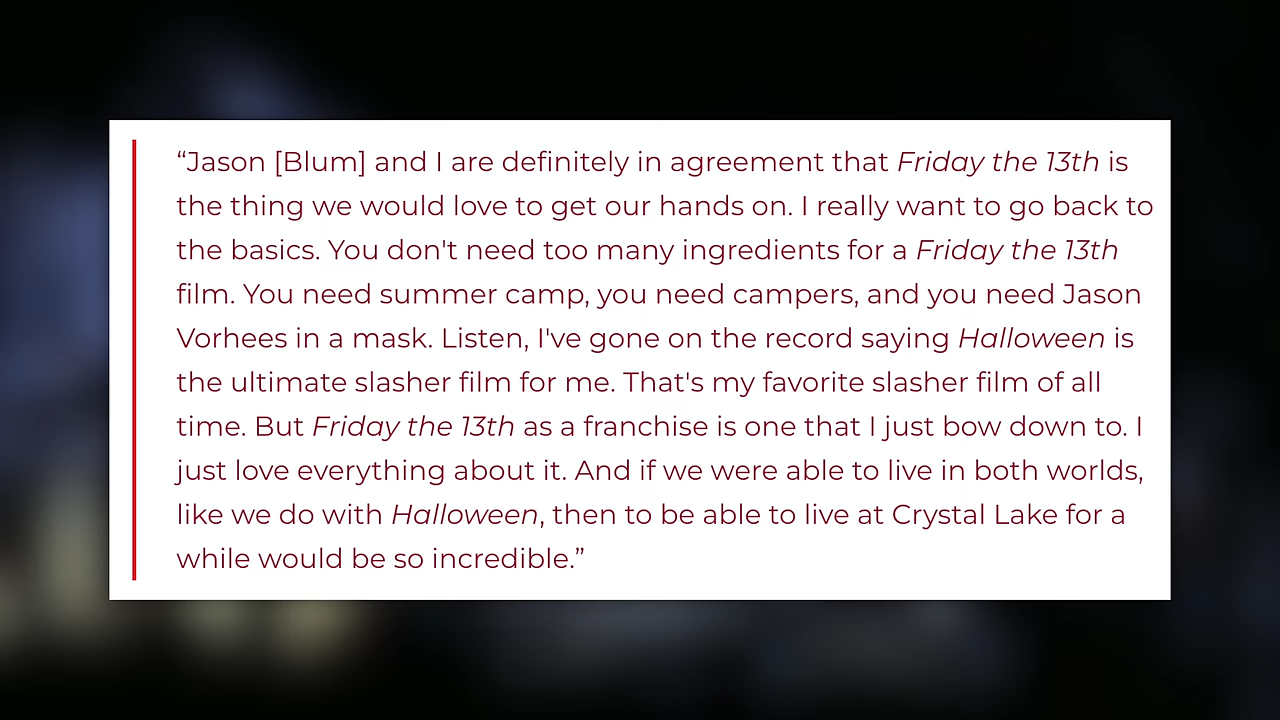 “Jason [Blum] and I are definitely in agreement that Friday the 13th is
the thing we would love to get our hands on. I really want to go back to
the basics. You don't need too many ingredients for a Friday the 13th
film. You need summer camp, you need campers, and you need Jason
Vorhees in a mask. Listen, I've gone on the record saying Halloween is
the ultimate slasher film for me. That's my favorite slasher film of all
time. But Friday the 13th as a franchise is one that I just bow down to. I
just love everything about it. And if we were able to live in both worlds,
like we do with Halloween, then to be able to live at Crystal Lake for a
while would be so incredible.”